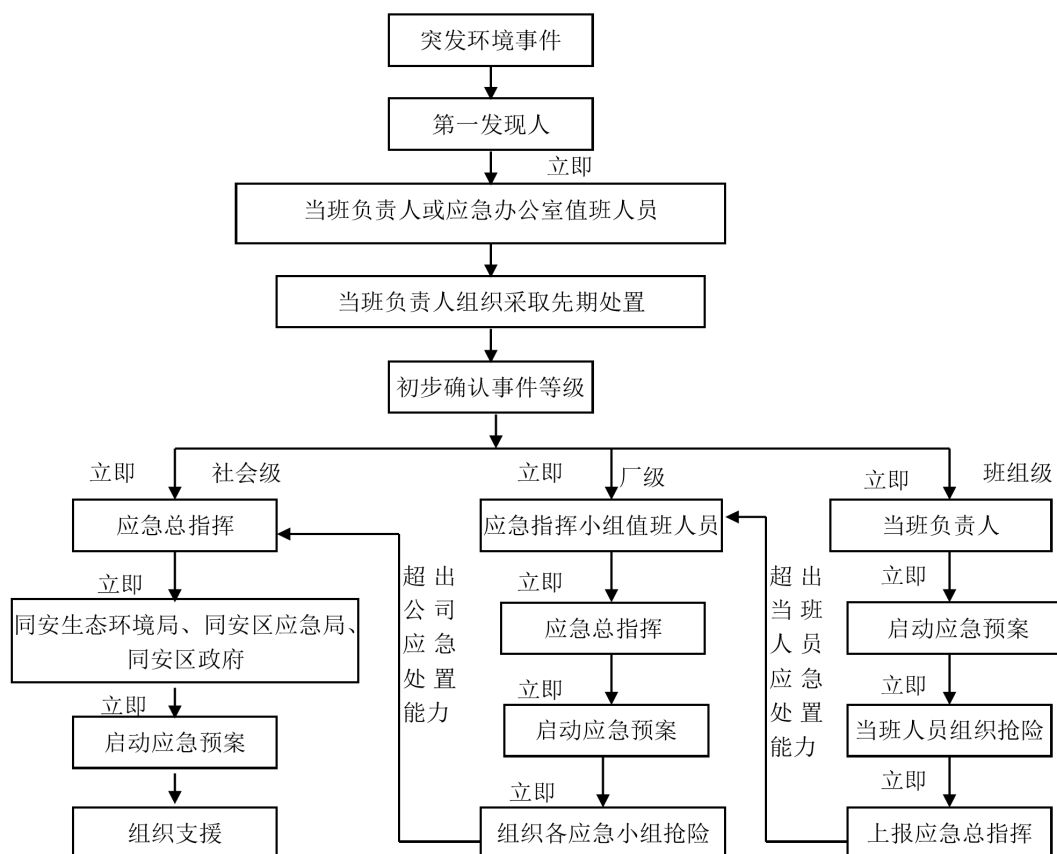 突发环境事件
第一发现人
立即
当班负责人或应急办公室值班人员
当班负责人组织采取先期处置
初步确认事件等级
立即
社会级
立即
厂级
立即
班组级
应急总指挥
应急指挥小组值班人员
当班负责人
立即
立即
立即
超出
公司
应急
处置
能力
超出
当班
人员
应急
处置
能力
同安生态环境局、同安区应急局、
同安区政府
应急总指挥
启动应急预案
立即
立即
立即
启动应急预案
启动应急预案
当班人员组织抢险
立即
立即
组织支援
组织各应急小组抢险
上报应急总指挥